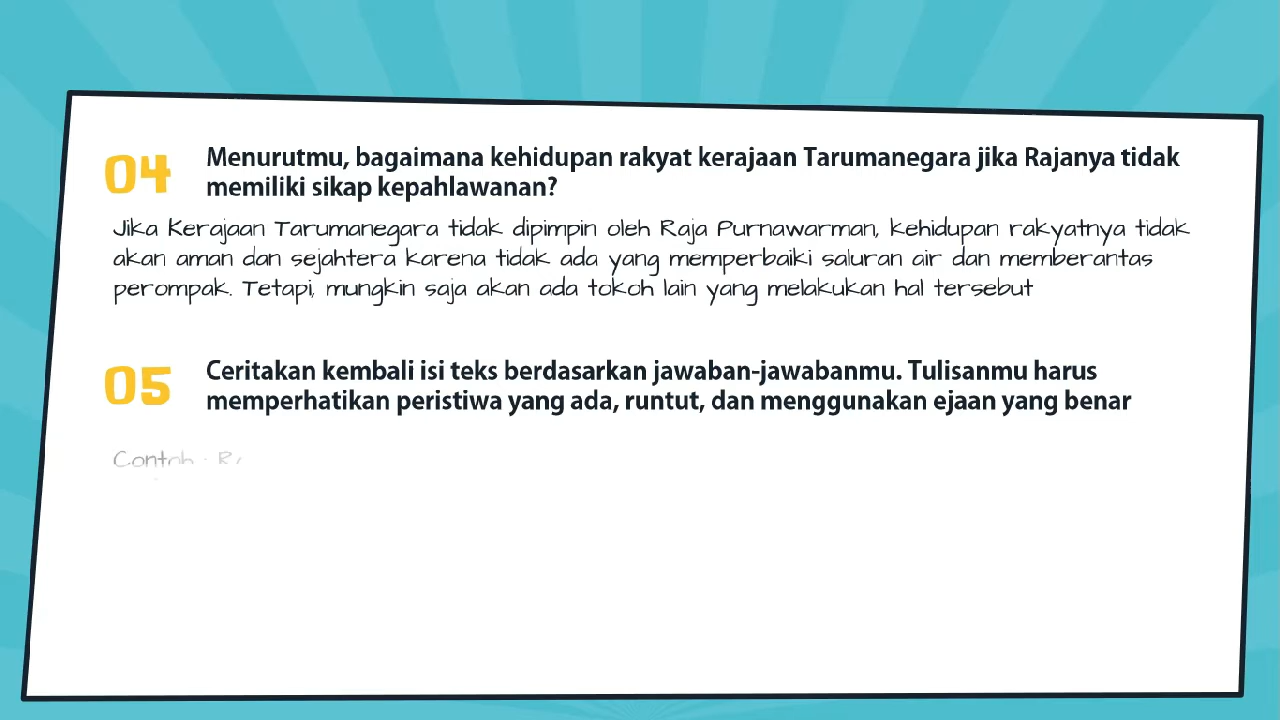 04
Menurutmu, bagaimana kehidupan rakyat kerajaan Tarumanegara jika Rajanya tidak
memiliki sikap kepahlawanan?
Jika Kerajaan Tarumanegara tidak dipimpin oleh Raja Purnawarman, kehidupan rakyatnya tidak
akan aman dan sejahtera karena tidak ada yang memperbaiki saluran air dan memberantas
perompak. Tetapi, mungkin saja akan ada tokoh lain yang melakukan hal tersebut
05
Ceritakan kembali isi teks berdasarkan jawaban-jawabanmu. Tulisanmu harus
memperhatikan peristiwa yang ada, runtut, dan menggunakan ejaan yang benar
Contoh :